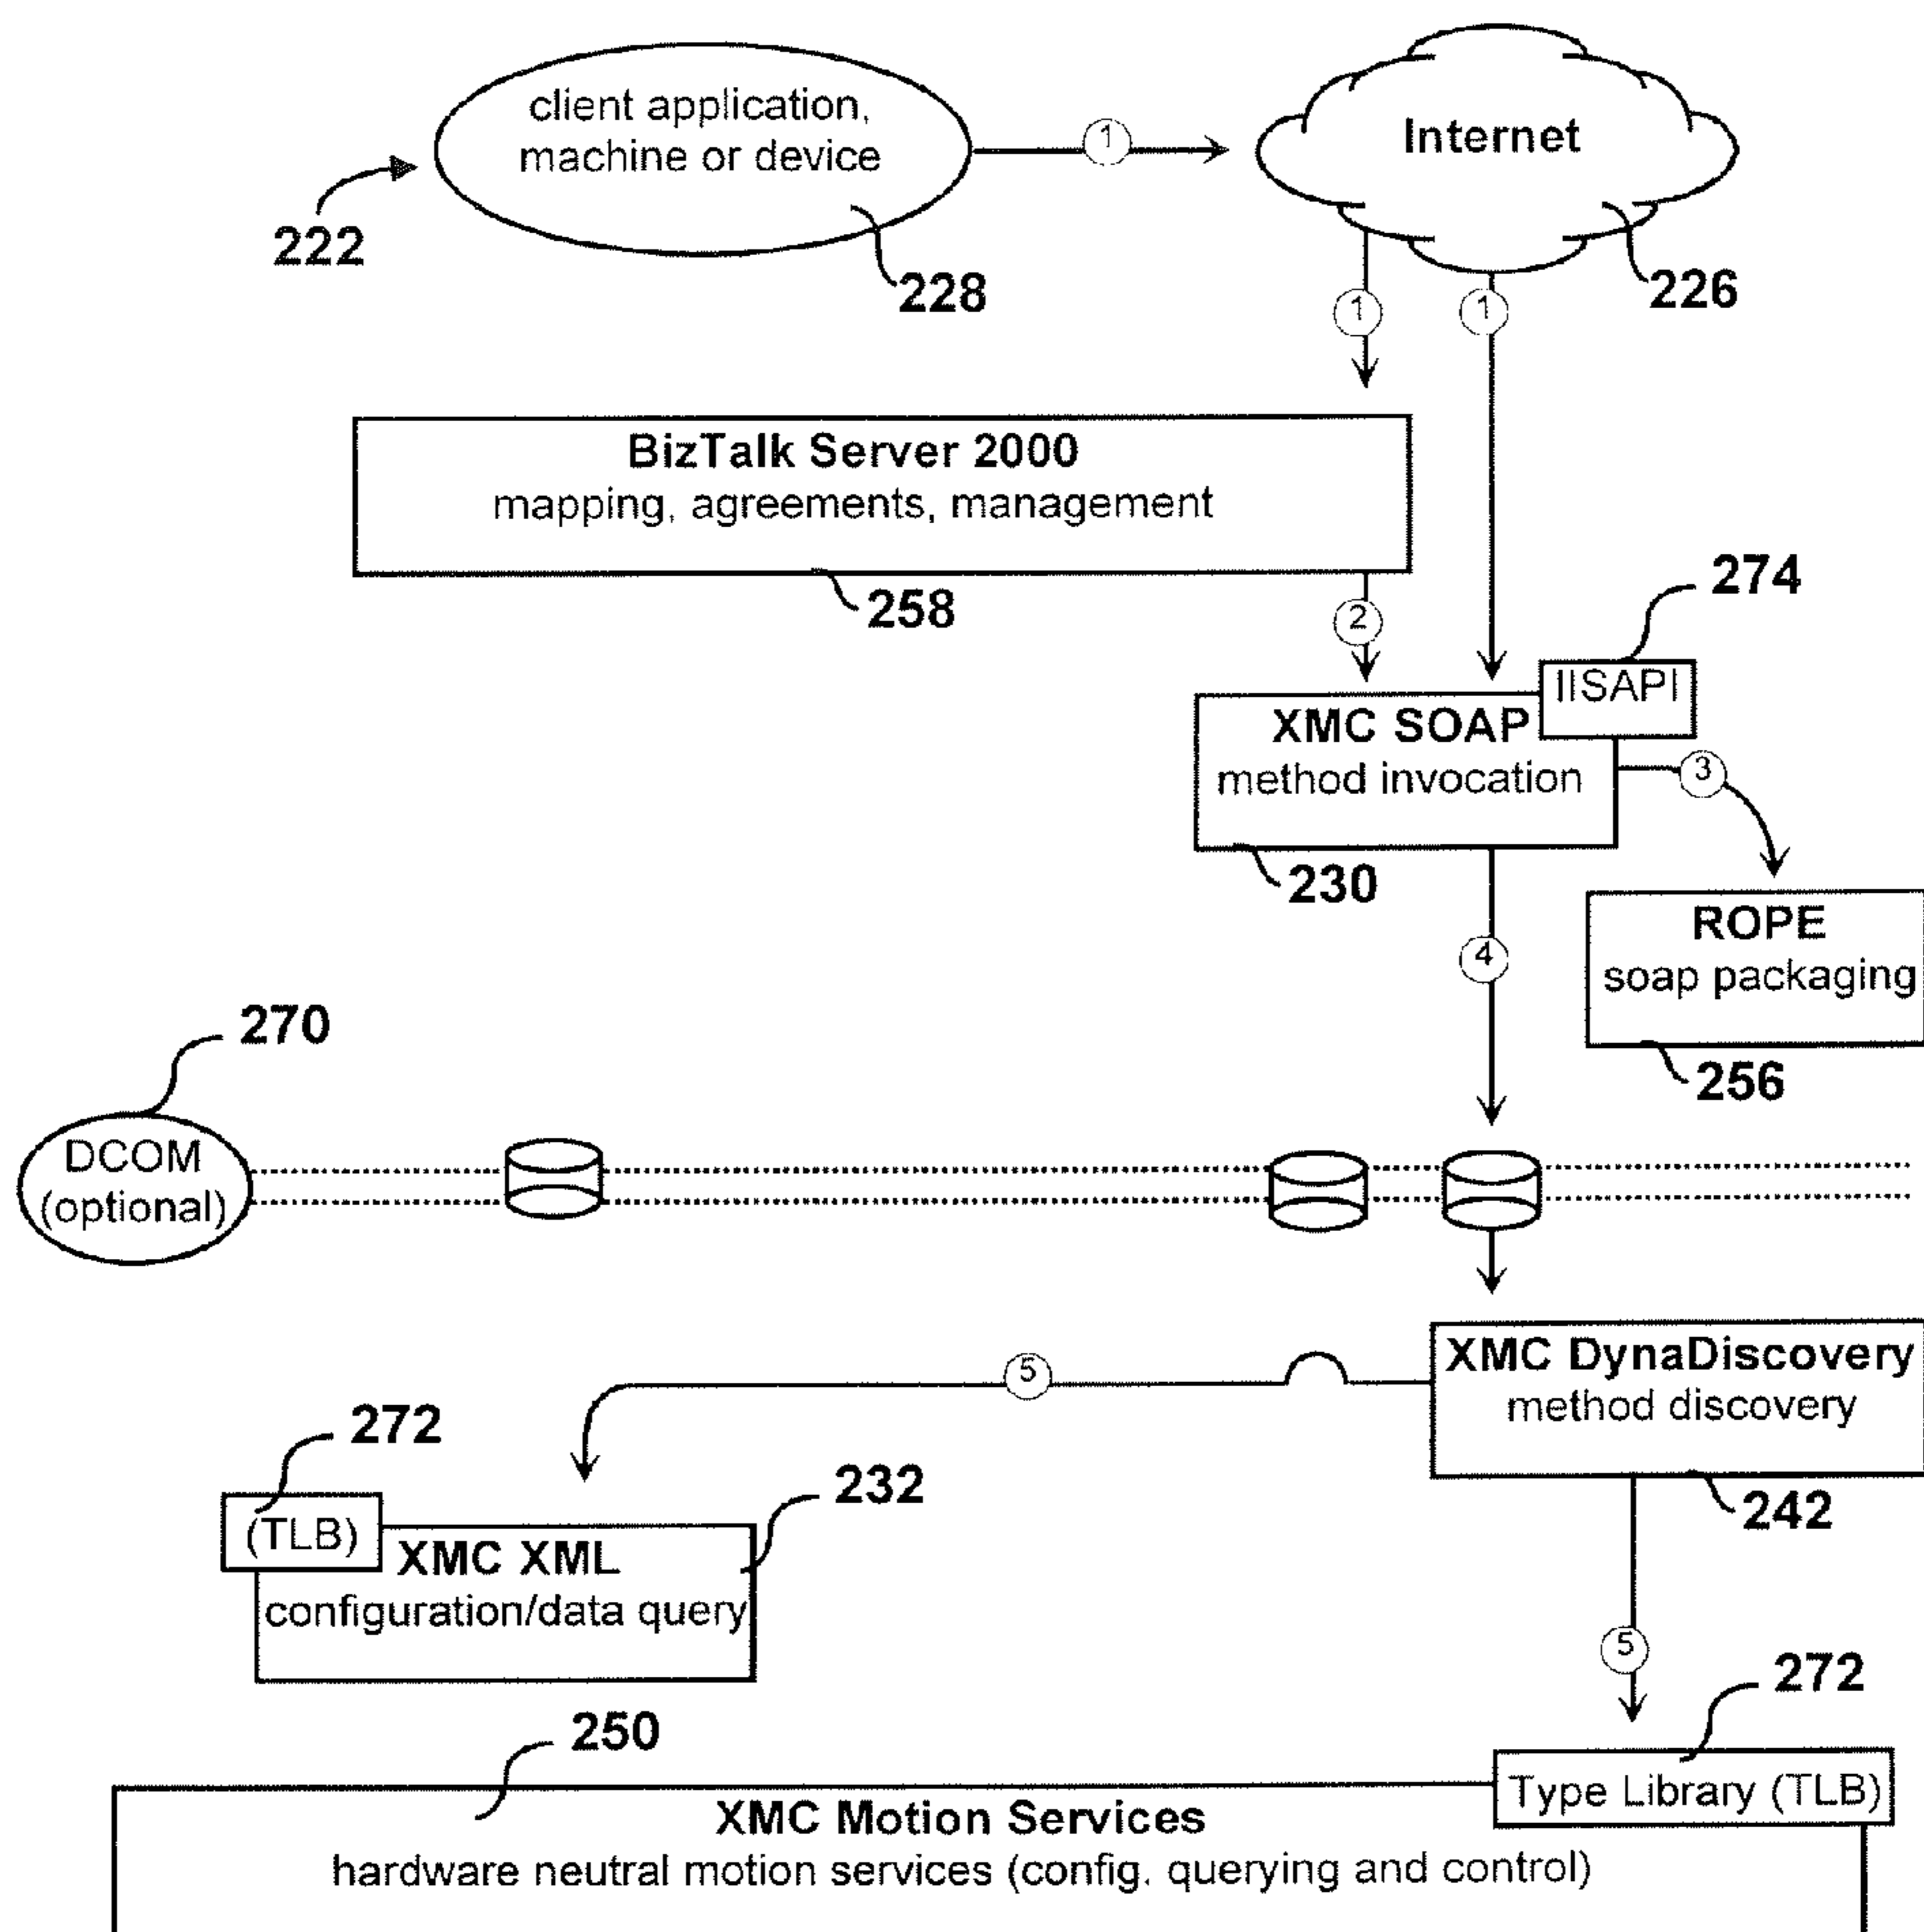 client application,
machine or device
1
Internet
222
228
226
1
1
BizTalk Server 2000
mapping, agreements, management
258
274
2
IISAPI
XMC SOAP
method invocation
3
230
ROPE
soap packaging
4
256
270
DCOM
(optional)
XMC DynaDiscovery
method discovery
5
272
232
242
(TLB)
XMC XML
configuration/data query
5
272
250
Type Library (TLB)
XMC Motion Services
hardware neutral motion services (config. querying and control)